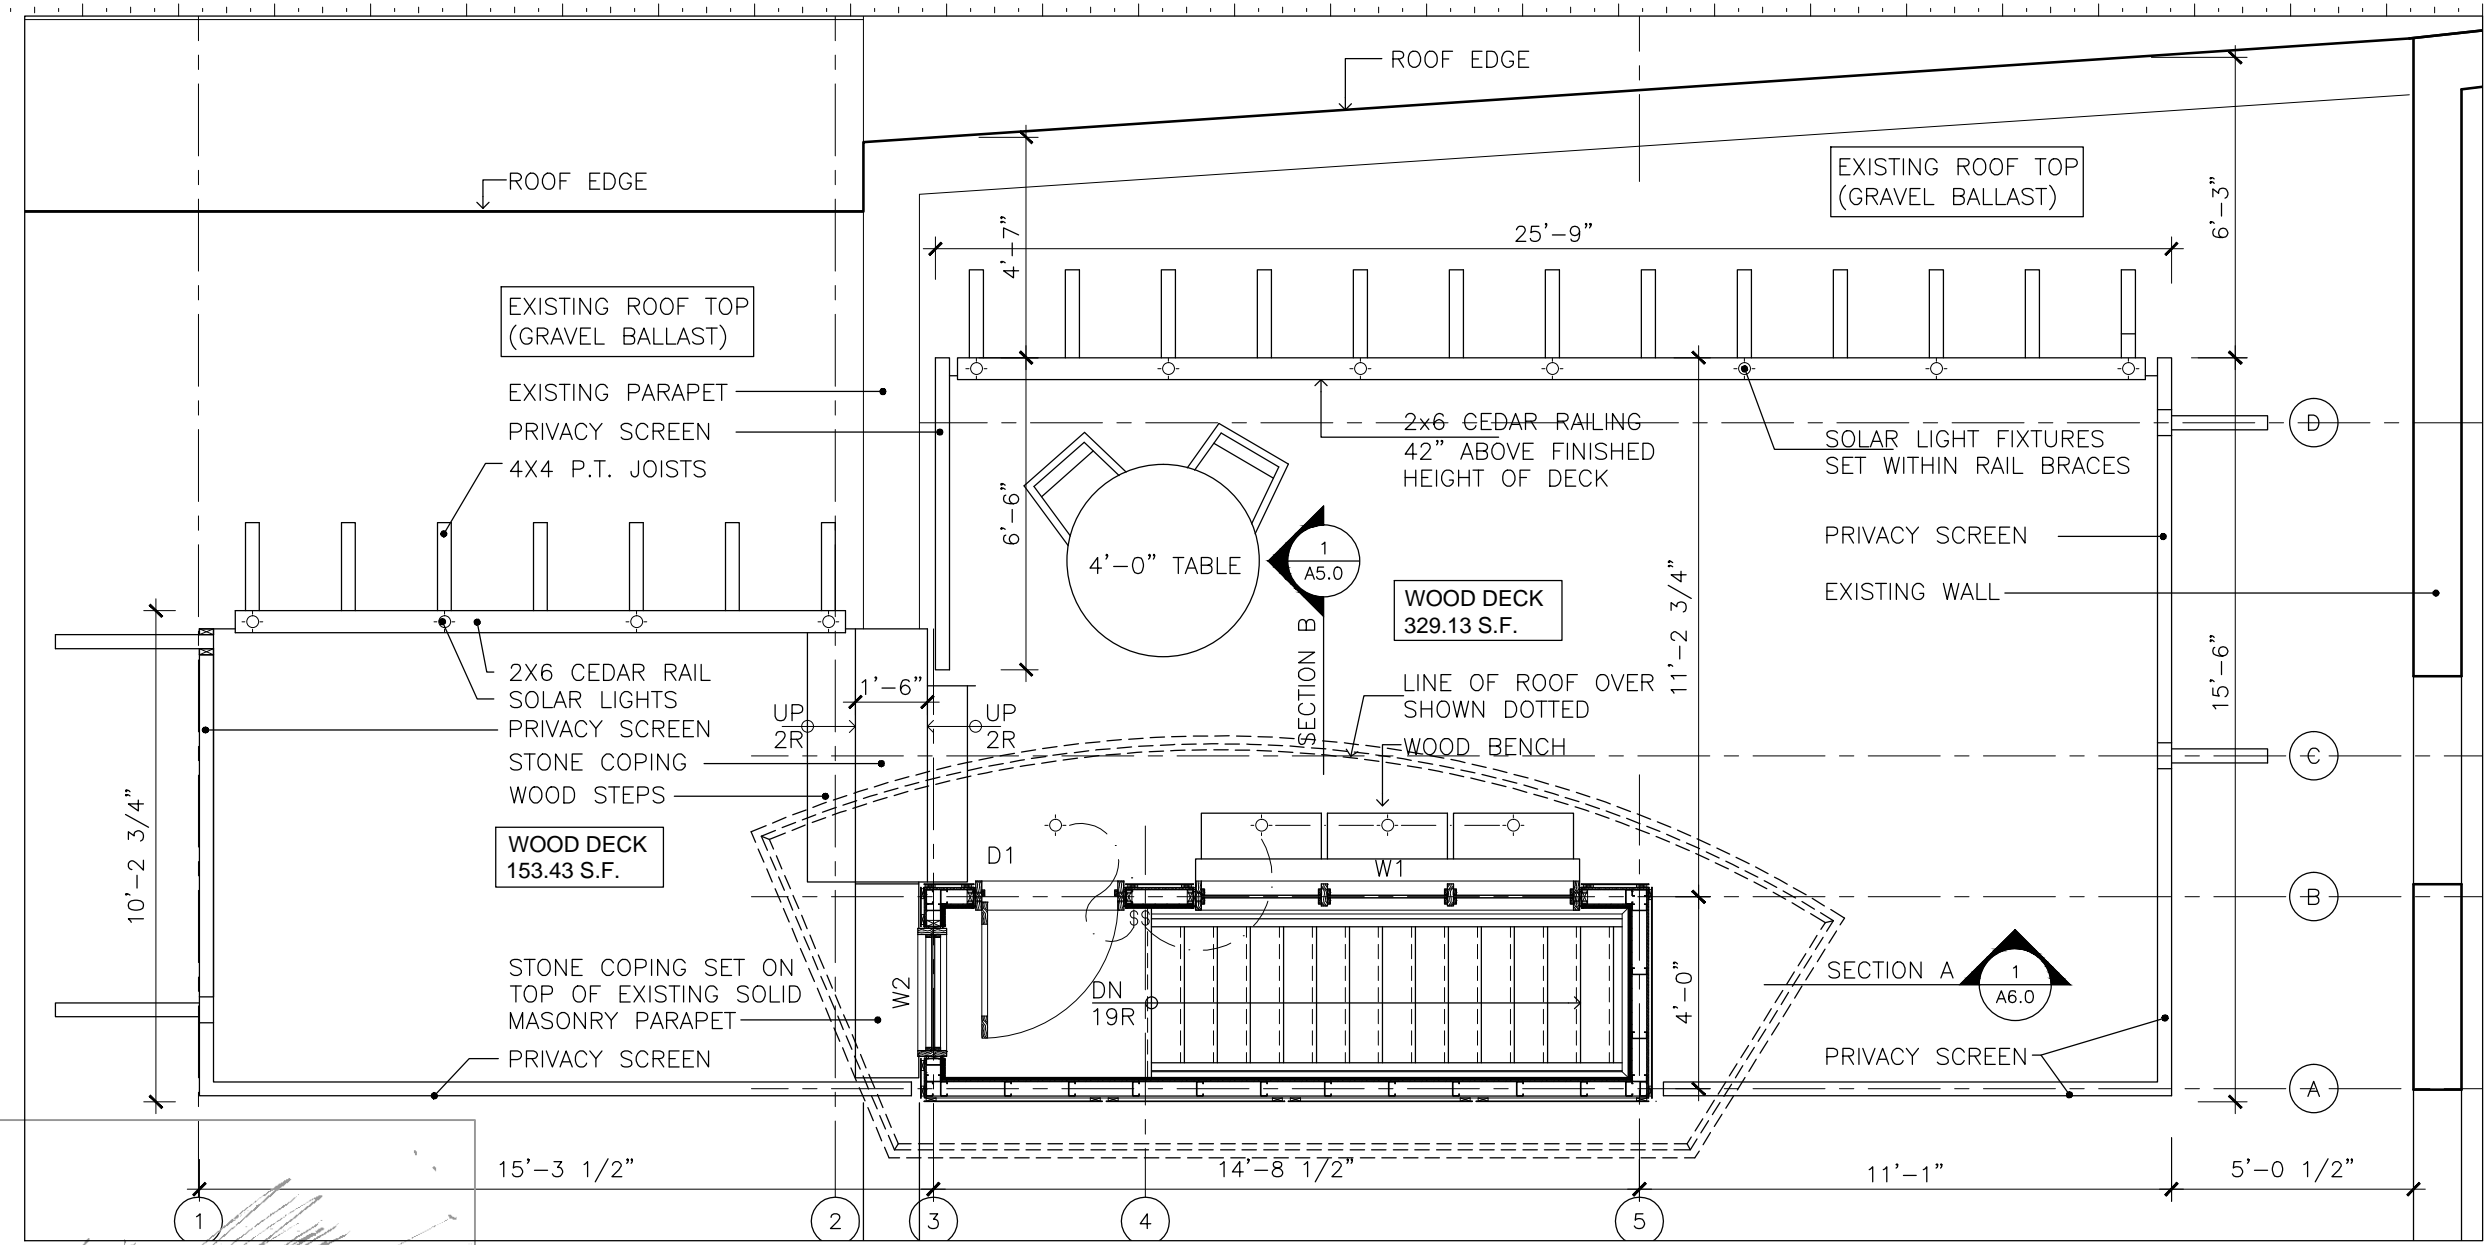 ROOF EDGE
ROOF EDGE
EXISTING ROOF TOP
(GRAVEL BALLAST)
6'-3"
4'-7"
25'-9"
EXISTING ROOF TOP
(GRAVEL BALLAST)
EXISTING PARAPET
PRIVACY SCREEN
4X4 P.T. JOISTS
2x6 CEDAR RAILING
42" ABOVE FINISHED
HEIGHT OF DECK
SOLAR LIGHT FIXTURES
SET WITHIN RAIL BRACES
D
6'-6"
4'-0" TABLE
1
A5.0
SECTION B
WOOD DECK
329.13 S.F.
11'-2 3/4"
PRIVACY SCREEN
EXISTING WALL
15'-6"
2X6 CEDAR RAIL
SOLAR LIGHTS
PRIVACY SCREEN
STONE COPING
WOOD STEPS
1'-6"
UP
2R
UP
2R
LINE OF ROOF OVER
SHOWN DOTTED
WOOD BENCH
C
10'-2 3/4"
WOOD DECK
153.43 S.F.
D1
W1
B
SS
STONE COPING SET ON
TOP OF EXISTING SOLID
MASONRY PARAPET
PRIVACY SCREEN
W2
DN
19R
4'-0"
SECTION A
1
A6.0
PRIVACY SCREEN
A
15'-3 1/2"
14'-8 1/2"
11'-1"
5'-0 1/2"
1
2
3
4
5